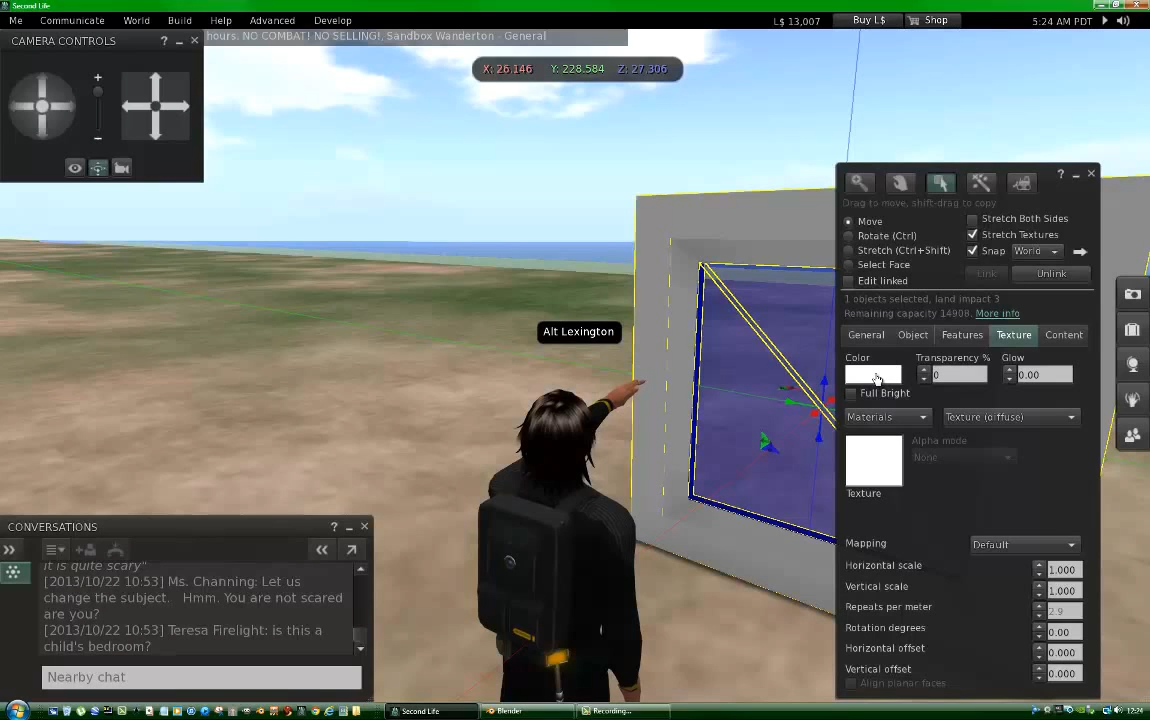 Second Life
Me Communicate World Build Help Advanced Develop
L$ 13,007 Buy L$ Shop 5:24 AM PDT
CAMERA CONTROLS ?
hours. NO COMBAT! NO SELLING!, Sandbox Wanderton - General
X: 26.146 Y: 228.584 Z: 27.306
Drag to move, shift-drag to copy
Move
Rotate (Ctrl)
Stretch (Ctrl+Shift)
Select Face
Edit linked
Stretch Both Sides
Stretch Textures
Snap World
Link Unlink
1 objects selected, land impact 3
Remaining capacity 14908. More info
General Object Features Texture Content
Color Transparency % Glow
0 0.00
Full Bright
Materials Texture (diffuse)
Alpha mode
None
Texture
Mapping Default
Horizontal scale 1.000
Vertical scale 1.000
Repeats per meter 2.9
Rotation degrees 0.00
Horizontal offset 0.000
Vertical offset 0.000
Align planar faces
Alt Lexington
CONVERSATIONS ?
it is quite scary"
[2013/10/22 10:53] Ms. Channing: Let us
change the subject. Hmm. You are not scared
are you?
[2013/10/22 10:53] Teresa Firelight: is this a
child's bedroom?
Nearby chat
Second Life Blender Recording... 12:24